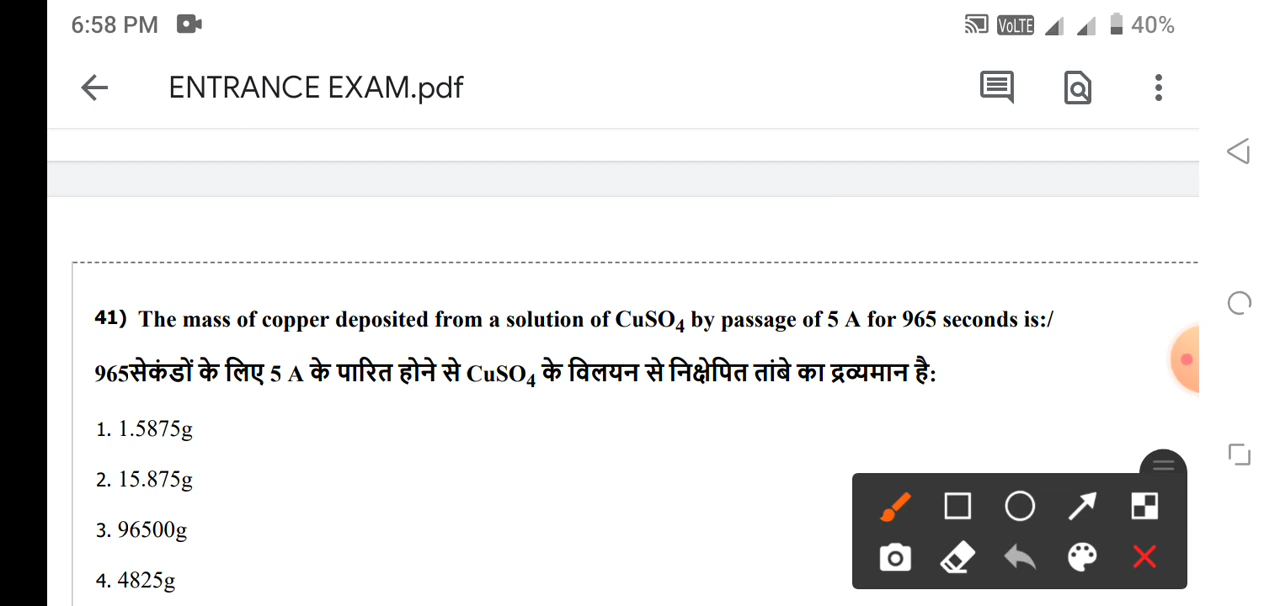 6:58 PM VoLTE 40%
ENTRANCE EXAM.pdf
41) The mass of copper deposited from a solution of CuSO₄ by passage of 5 A for 965 seconds is:/
965सेकंडों के लिए 5 A के पारित होने से CuSO₄ के विलयन से निक्षेपित तांबे का द्रव्यमान है:
1. 1.5875g
2. 15.875g
3. 96500g
4. 4825g